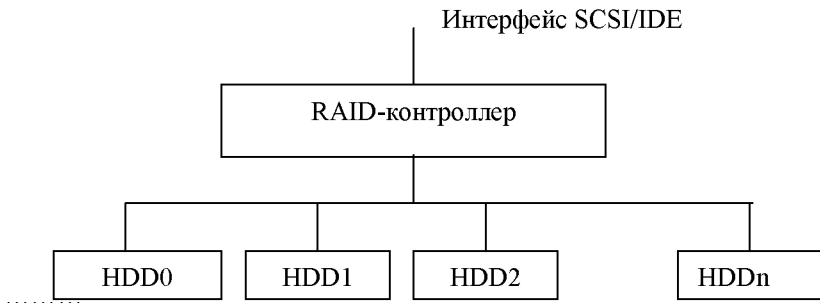 Интерфейс SCSI/IDE
RAID-контроллер
HDD0 HDD1 HDD2 HDDn
..........